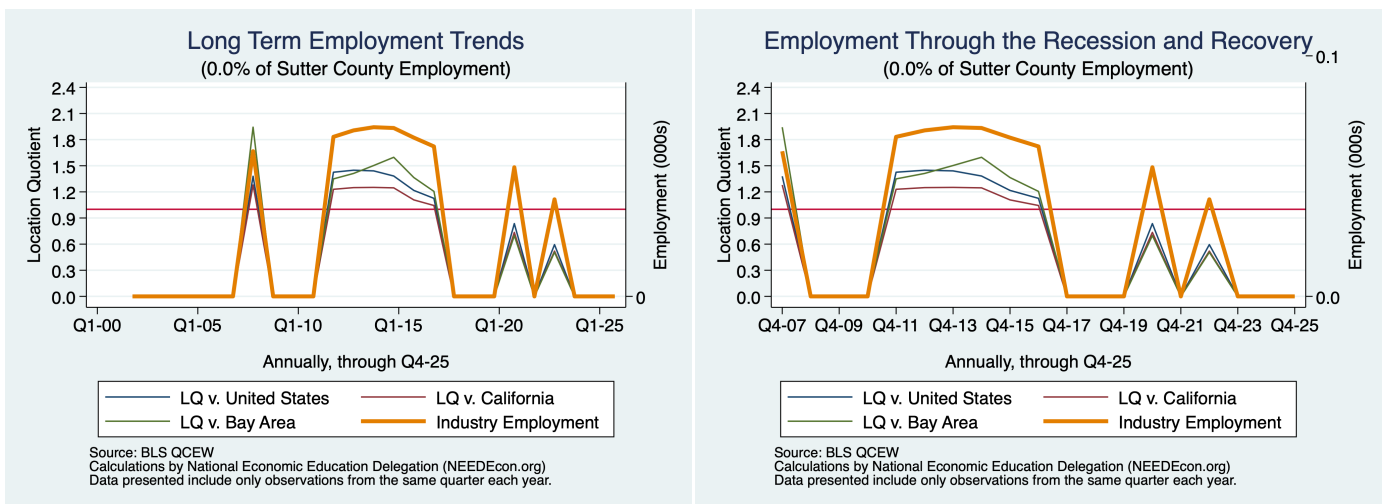 Long Term Employment Trends
(0.0% of Sutter County Employment)
Location Quotient
2.4
2.1
1.8
1.5
1.2
0.9
0.6
0.3
0.0
Employment (000s)
0
Q1-00 Q1-05 Q1-10 Q1-15 Q1-20 Q1-25
Annually, through Q4-25
LQ v. United States LQ v. California
LQ v. Bay Area Industry Employment
Source: BLS QCEW
Calculations by National Economic Education Delegation (NEEDEcon.org)
Data presented include only observations from the same quarter each year.
Employment Through the Recession and Recovery
(0.0% of Sutter County Employment)
Location Quotient
2.4
2.1
1.8
1.5
1.2
0.9
0.6
0.3
0.0
Employment (000s)
0.1
0.0
Q4-07 Q4-09 Q4-11 Q4-13 Q4-15 Q4-17 Q4-19 Q4-21 Q4-23 Q4-25
Annually, through Q4-25
LQ v. United States LQ v. California
LQ v. Bay Area Industry Employment
Source: BLS QCEW
Calculations by National Economic Education Delegation (NEEDEcon.org)
Data presented include only observations from the same quarter each year.